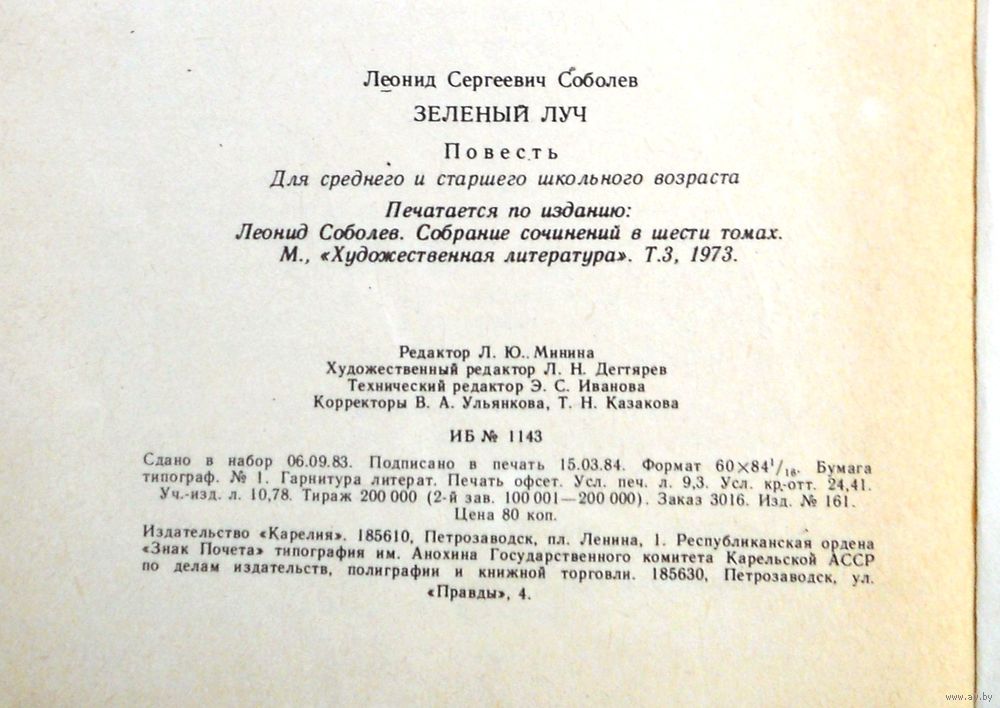 Леонид Сергеевич Соболев
ЗЕЛЕНЫЙ ЛУЧ
Повесть
Для среднего и старшего школьного возраста
Печатается по изданию:
Леонид Соболев. Собрание сочинений в шести томах.
М., «Художественная литература». Т.3, 1973.
Редактор Л. Ю. Минина
Художественный редактор Л. Н. Дегтярев
Технический редактор Э. С. Иванова
Корректоры В. А. Ульянкова, Т. Н. Казакова
ИБ № 1143
Сдано в набор 06.09.83. Подписано в печать 15.03.84. Формат 60×84¹/₁₆. Бумага
типограф. № 1. Гарнитура литерат. Печать офсет. Усл. печ. л. 9,3. Усл. кр.-отт. 24,41.
Уч.-изд. л. 10,78. Тираж 200 000 (2-й зав. 100 001—200 000). Заказ 3016. Изд. № 161.
Цена 80 коп.
Издательство «Карелия». 185610, Петрозаводск, пл. Ленина, 1. Республиканская ордена
«Знак Почета» типография им. Анохина Государственного комитета Карельской АССР
по делам издательств, полиграфии и книжной торговли. 185630, Петрозаводск, ул.
«Правды», 4.
www.ay.by